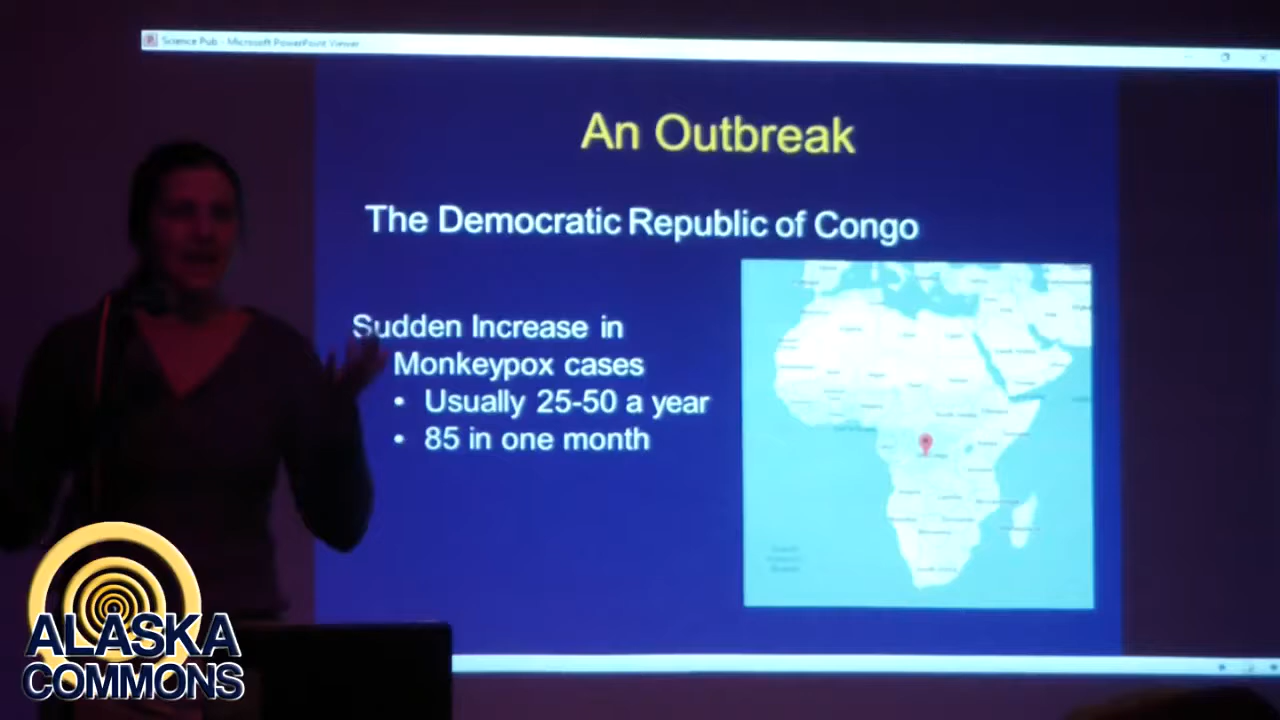 Science Pub - Microsoft PowerPoint Viewer
An Outbreak
The Democratic Republic of Congo
Sudden Increase in
Monkeypox cases
• Usually 25-50 a year
• 85 in one month
ALASKA
COMMONS